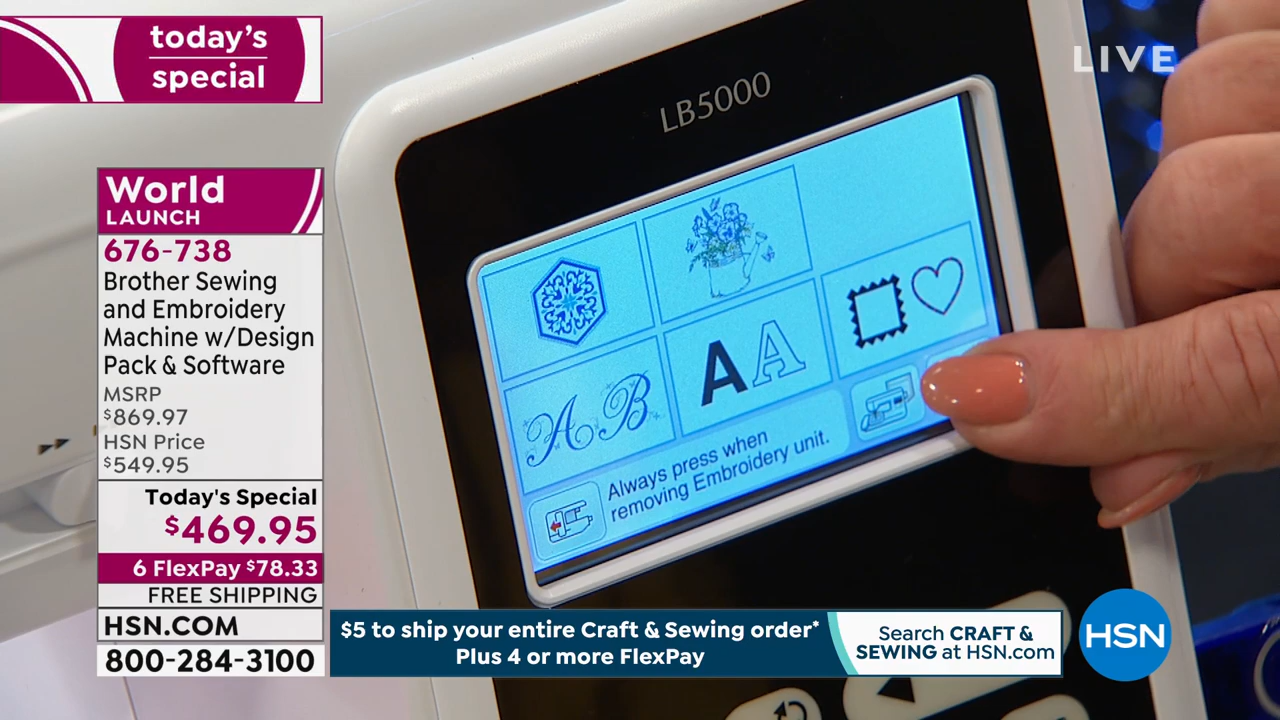 today's
special
LIVE
LB5000
World
LAUNCH
676-738
Brother Sewing
and Embroidery
Machine w/Design
Pack & Software
MSRP
$869.97
HSN Price
$549.95
Today's Special
$469.95
6 FlexPay $78.33
FREE SHIPPING
HSN.COM
800-284-3100
A B
A A
Always press when
removing Embroidery unit.
$5 to ship your entire Craft & Sewing order*
Plus 4 or more FlexPay
Search CRAFT &
SEWING at HSN.com
HSN